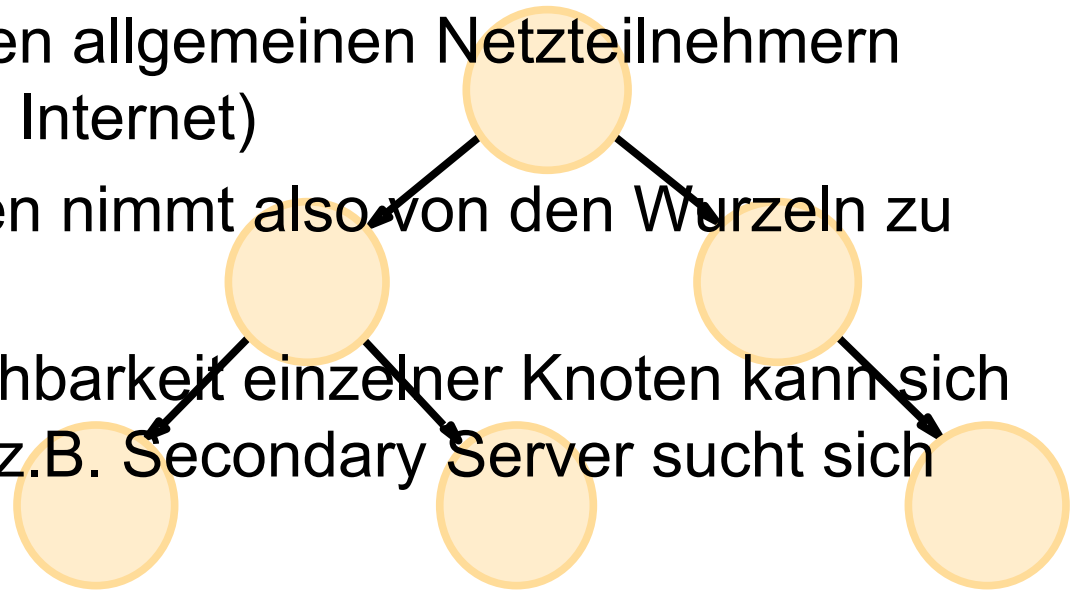 en allgemeinen Netzteilnehmern
Internet)
en nimmt also von den Wurzeln zu
hbarkeit einzelner Knoten kann sich
z.B. Secondary Server sucht sich